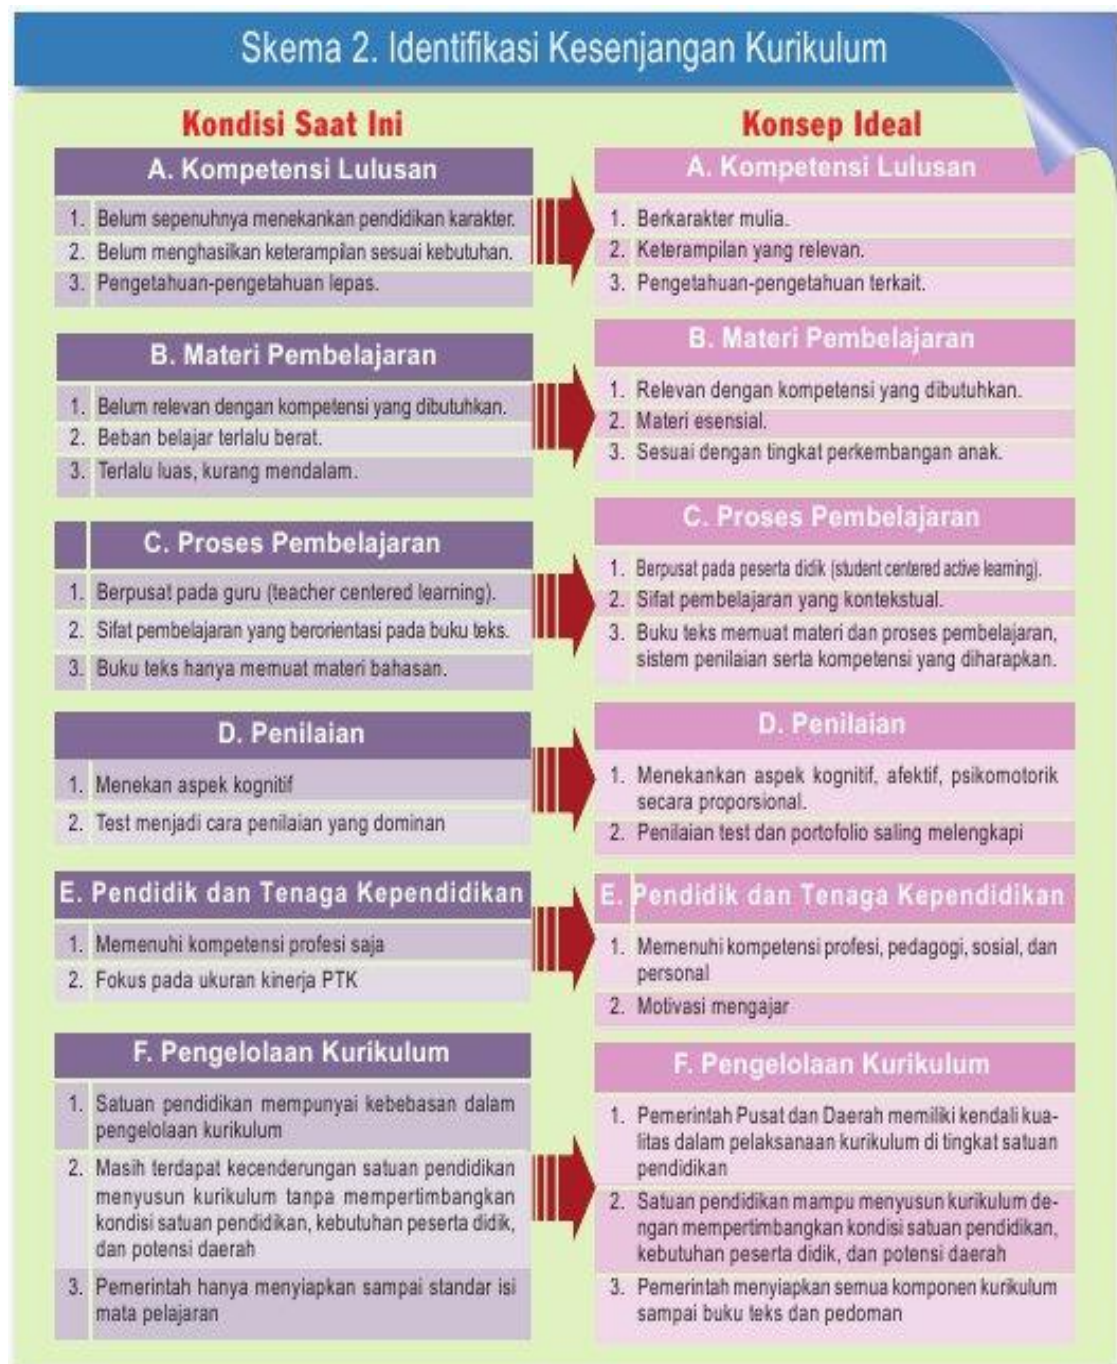 Skema 2. Identifikasi Kesenjangan Kurikulum
Kondisi Saat Ini
A. Kompetensi Lulusan
1. Belum sepenuhnya menekankan pendidikan karakter.
2. Belum menghasilkan keterampilan sesuai kebutuhan.
3. Pengetahuan-pengetahuan lepas.
B. Materi Pembelajaran
1. Belum relevan dengan kompetensi yang dibutuhkan.
2. Beban belajar terlalu berat.
3. Terlalu luas, kurang mendalam.
C. Proses Pembelajaran
1. Berpusat pada guru (teacher centered learning).
2. Sifat pembelajaran yang berorientasi pada buku teks.
3. Buku teks hanya memuat materi bahasan.
D. Penilaian
1. Menekan aspek kognitif
2. Test menjadi cara penilaian yang dominan
E. Pendidik dan Tenaga Kependidikan
1. Memenuhi kompetensi profesi saja
2. Fokus pada ukuran kinerja PTK
F. Pengelolaan Kurikulum
1. Satuan pendidikan mempunyai kebebasan dalam
pengelolaan kurikulum
2. Masih terdapat kecenderungan satuan pendidikan
menyusun kurikulum tanpa mempertimbangkan
kondisi satuan pendidikan, kebutuhan peserta didik,
dan potensi daerah
3. Pemerintah hanya menyiapkan sampai standar isi
mata pelajaran
Konsep Ideal
A. Kompetensi Lulusan
1. Berkarakter mulia.
2. Keterampilan yang relevan.
3. Pengetahuan-pengetahuan terkait.
B. Materi Pembelajaran
1. Relevan dengan kompetensi yang dibutuhkan.
2. Materi esensial.
3. Sesuai dengan tingkat perkembangan anak.
C. Proses Pembelajaran
1. Berpusat pada peserta didik (student centered active learning).
2. Sifat pembelajaran yang kontekstual.
3. Buku teks memuat materi dan proses pembelajaran,
sistem penilaian serta kompetensi yang diharapkan.
D. Penilaian
1. Menekankan aspek kognitif, afektif, psikomotorik
secara proporsional.
2. Penilaian test dan portofolio saling melengkapi
E. Pendidik dan Tenaga Kependidikan
1. Memenuhi kompetensi profesi, pedagogi, sosial, dan
personal
2. Motivasi mengajar
F. Pengelolaan Kurikulum
1. Pemerintah Pusat dan Daerah memiliki kendali kua-
litas dalam pelaksanaan kurikulum di tingkat satuan
pendidikan
2. Satuan pendidikan mampu menyusun kurikulum de-
ngan mempertimbangkan kondisi satuan pendidikan,
kebutuhan peserta didik, dan potensi daerah
3. Pemerintah menyiapkan semua komponen kurikulum
sampai buku teks dan pedoman